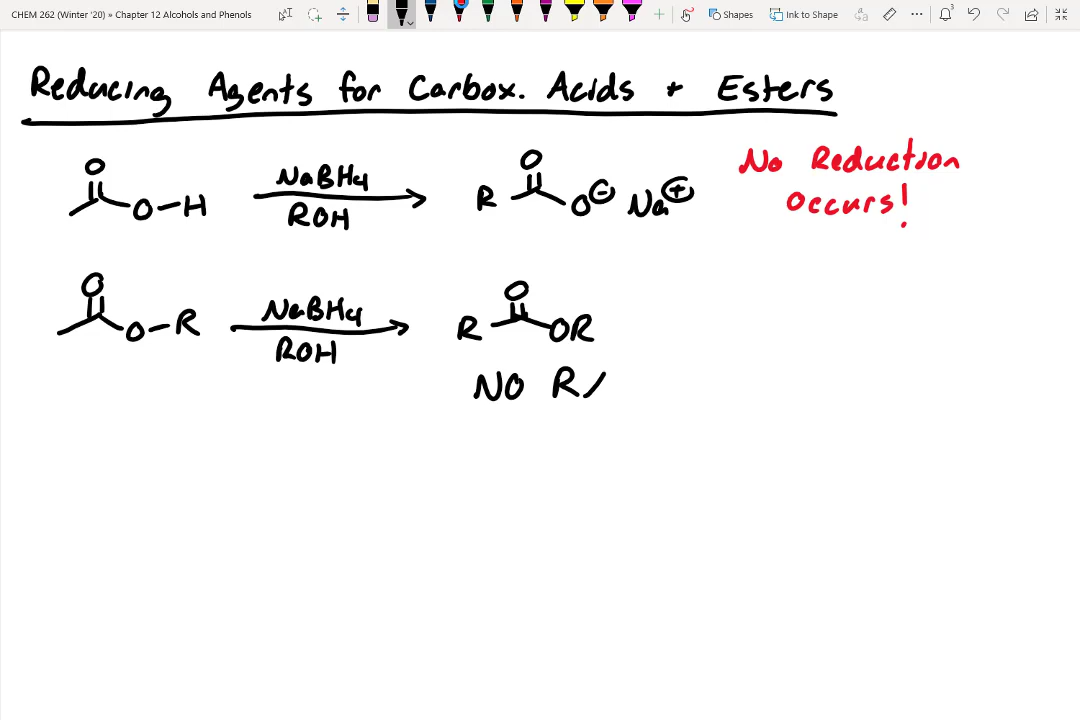 CHEM 262 (Winter '20) » Chapter 12 Alcohols and Phenols
Shapes
Ink to Shape
3
Reducing Agents for Carbox. Acids + Esters
O
O-H
NaBH4
ROH
O
R
O⊖ Na⊕
No Reduction
Occurs!
O
O-R
NaBH4
ROH
O
R
OR
NO R